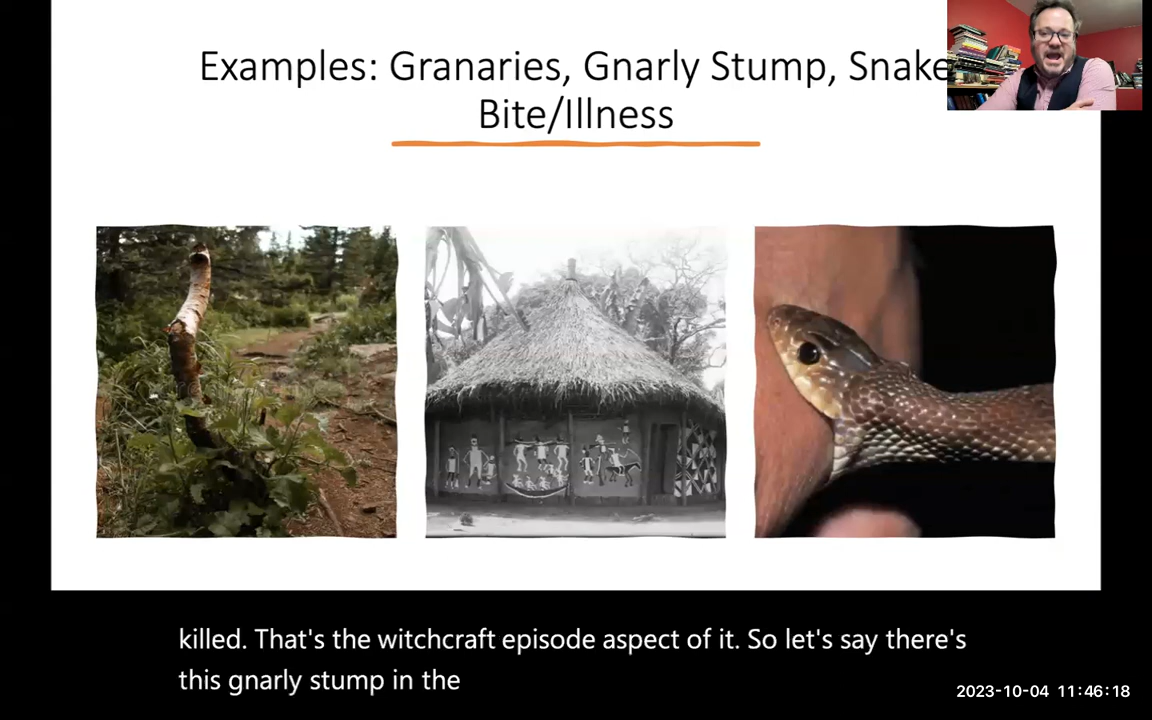 Examples: Granaries, Gnarly Stump, Snake
Bite/Illness
killed. That's the witchcraft episode aspect of it. So let's say there's
this gnarly stump in the
2023-10-04 11:46:18